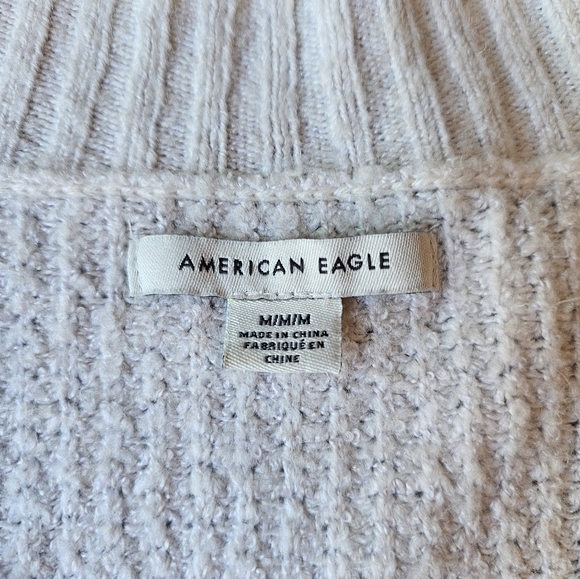 AMERICAN EAGLE
M/M/M
MADE IN CHINA
FABRIQUÉ EN
CHINE